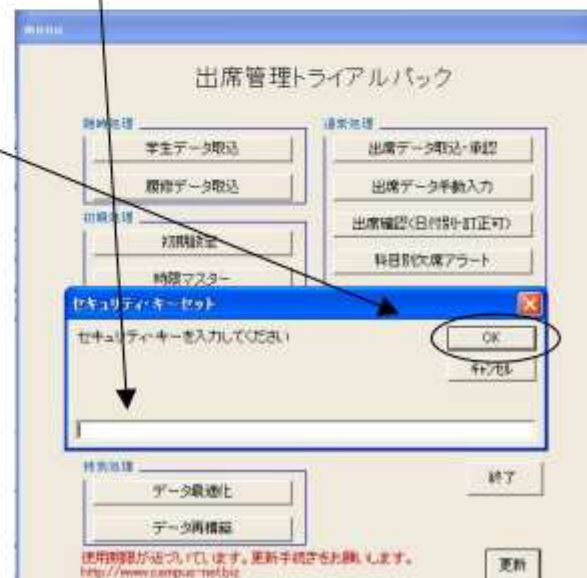 menu
出席管理トライアルパック
随時処理
学生データ取込
履修データ取込
初期処理
初期設定
時限マスター
通常処理
出席データ取込・承認
出席データ手動入力
出席確認(日付別・訂正可)
科目別欠席アラート
セキュリティ・キーセット
セキュリティ・キーを入力してください
OK
キャンセル
特別処理
データ最適化
データ再構築
終了
使用期限が近づいています。更新手続きをお願いします。
http://www.campus-net.biz
更新